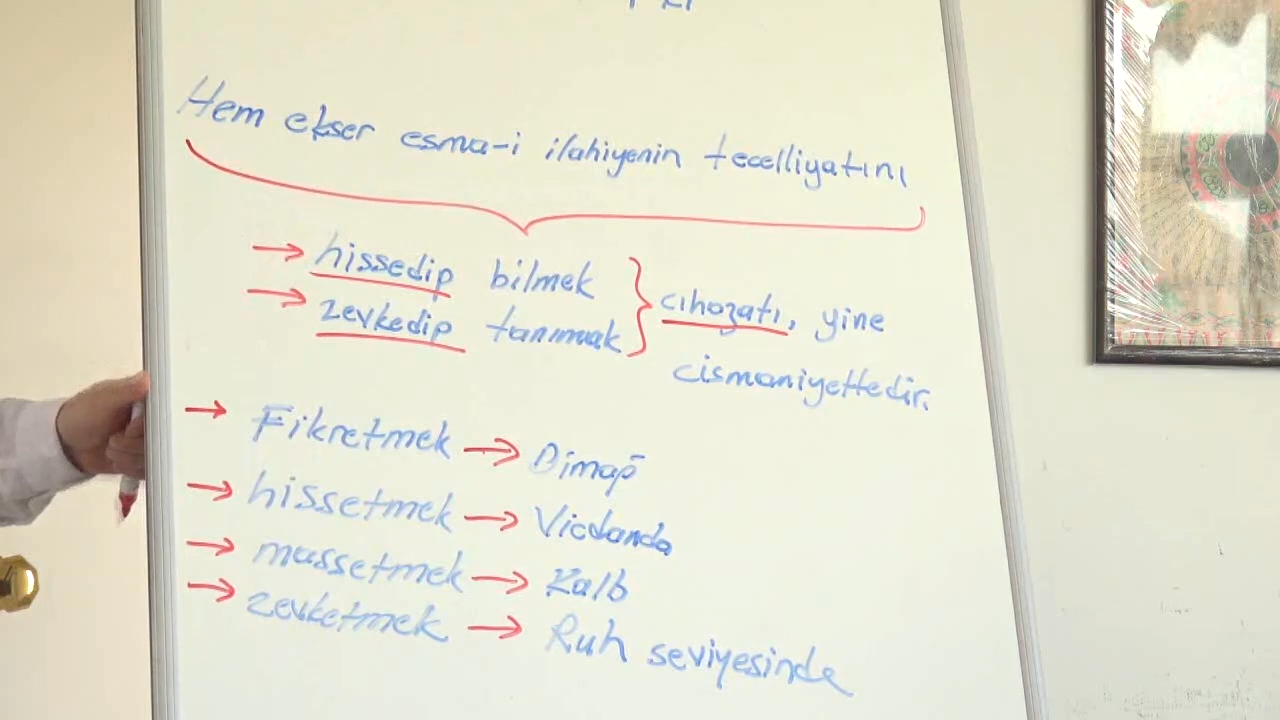 Hem ekser esma-i ilahiyenin tecelliyatını
→ hissedip bilmek
→ zevkedip tanımak } cihazatı, yine
cismaniyettedir.
→ Fikretmek → Dimağ
→ hissetmek → Vicdanda
→ massetmek → Kalb
→ zevketmek → Ruh seviyesinde